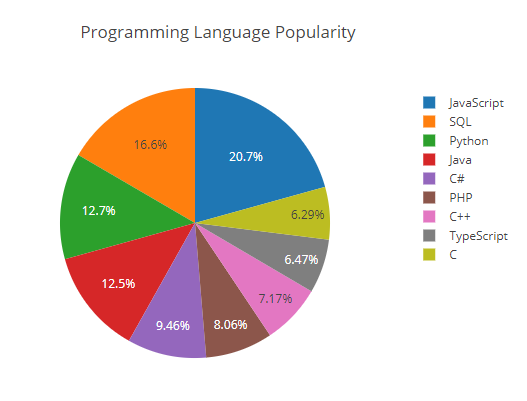 Programming Language Popularity
20.7%
16.6%
12.7%
12.5%
9.46%
8.06%
7.17%
6.47%
6.29%
JavaScript
SQL
Python
Java
C#
PHP
C++
TypeScript
C